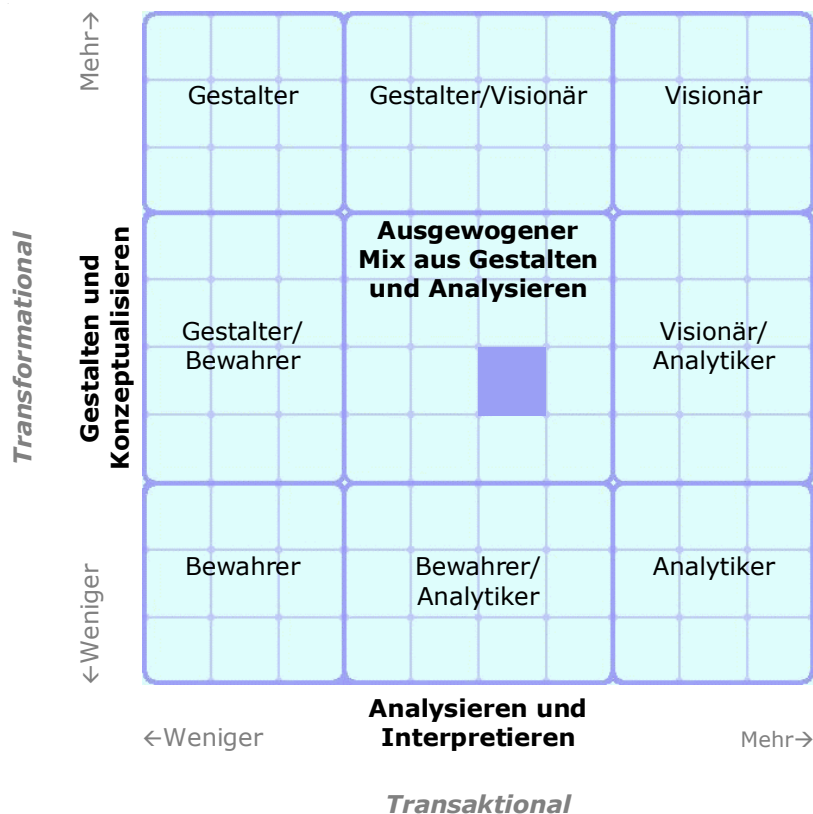 Mehr→
Gestalter
Gestalter/Visionär
Visionär
Transformational
Gestalten und
Konzeptualisieren
Ausgewogener
Mix aus Gestalten
und Analysieren
Gestalter/
Bewahrer
Visionär/
Analytiker
←Weniger
Bewahrer
Bewahrer/
Analytiker
Analytiker
←Weniger
Analysieren und
Interpretieren
Mehr→
Transaktional